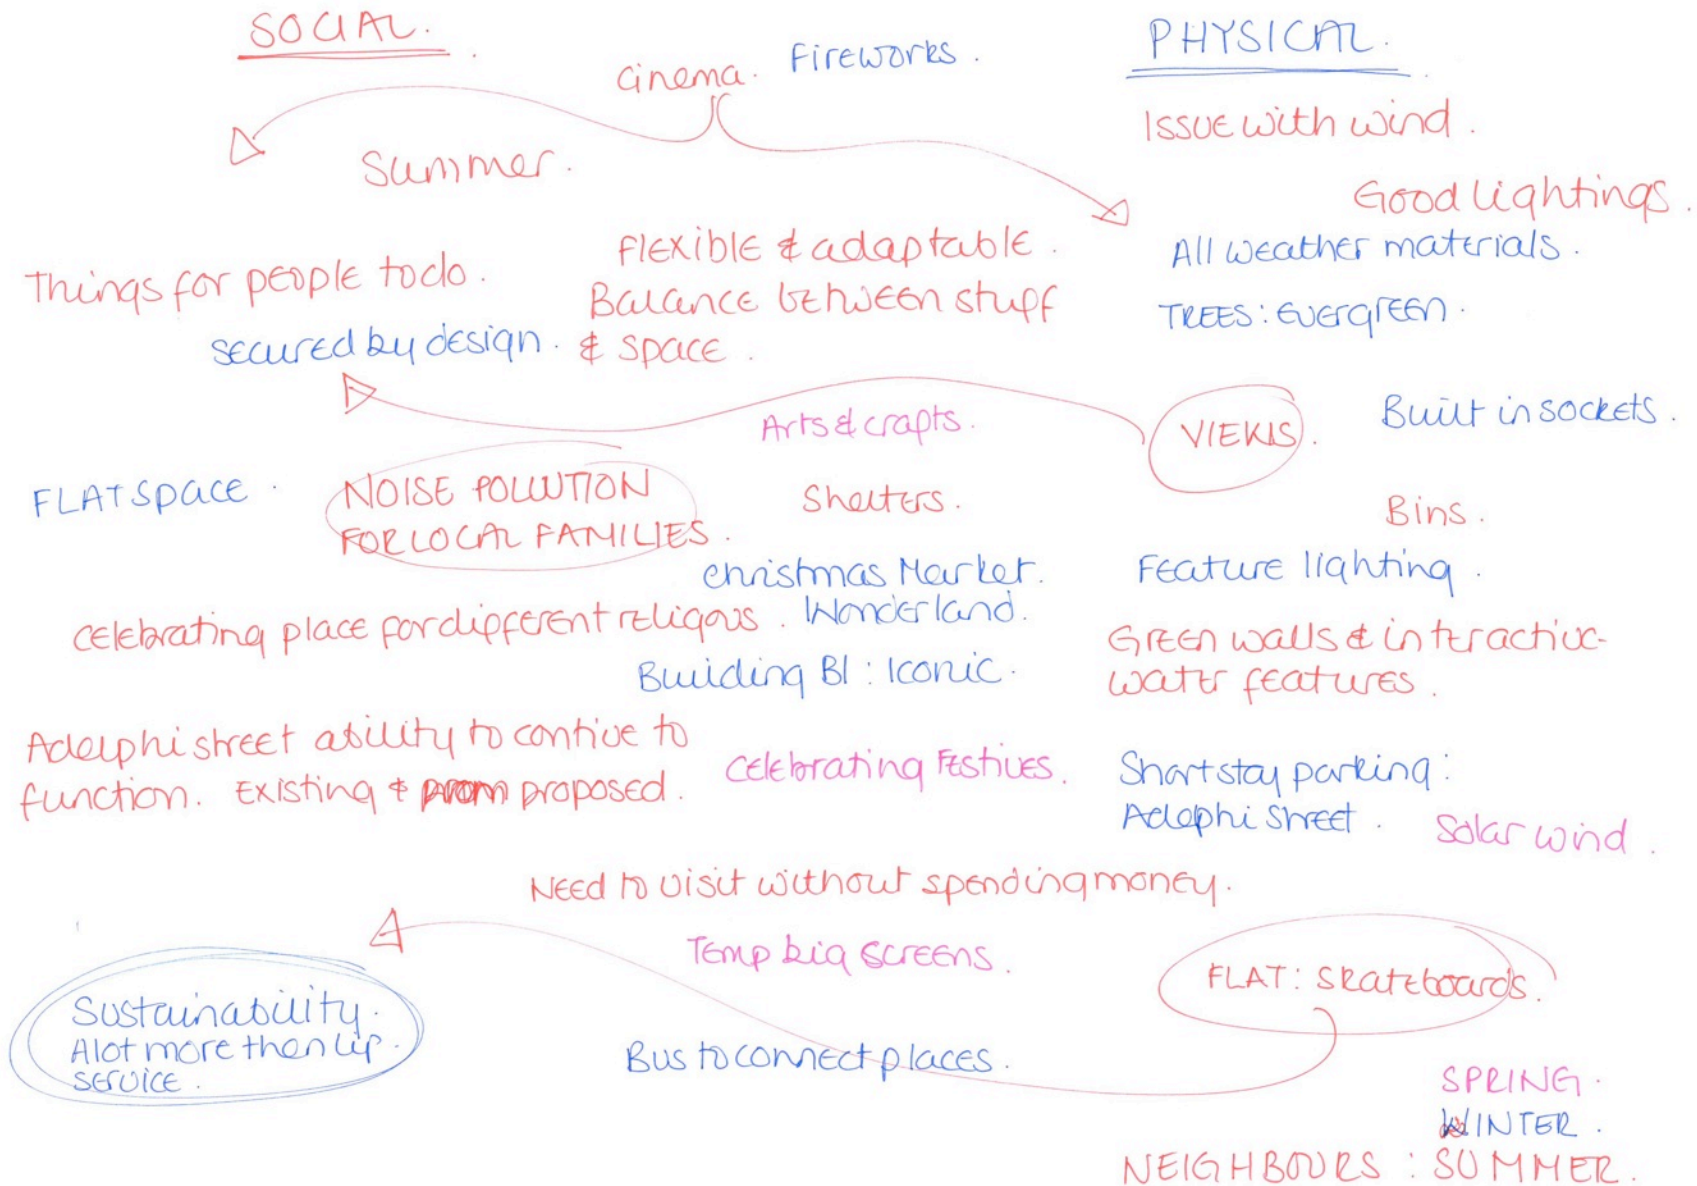 SOCIAL.
PHYSICAL.
Cinema.
Fireworks.
Issue with wind.
Summer.
Good lightings.
Flexible & adaptable.
All weather materials.
Things for people to do.
Balance between stuff
& space.
TREES: Evergreen.
Secured by design.
Arts & crafts.
VIEWS.
Built in sockets.
FLAT SPACE.
NOISE POLLUTION
FOR LOCAL FAMILIES.
Shelters.
Bins.
Christmas Market.
Wonderland.
Feature lighting.
Celebrating place for different religous.
Green walls & interactive
water features.
Building B1: Iconic.
Adelphi street ability to contive to
function. Existing & proposed.
Celebrating Festives.
Short stay parking:
Adelphi Street.
Solar wind.
Need to visit without spending money.
Temp big screens.
FLAT: Skateboards.
Sustainability.
Alot more then lip
service.
Bus to connect places.
SPRING.
WINTER.
NEIGHBOURS: SUMMER.